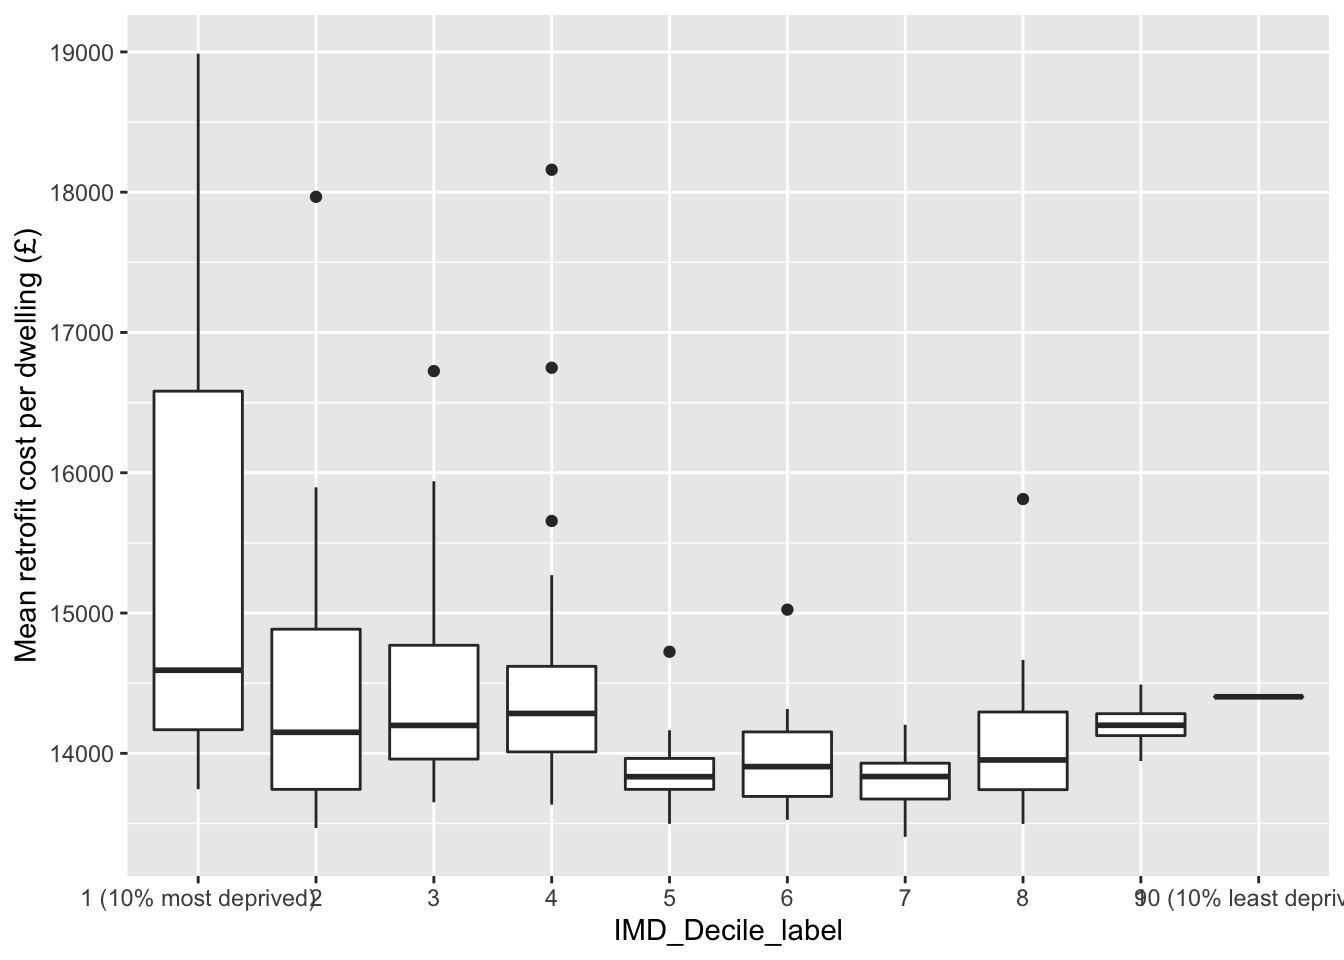 19000
18000
17000
16000
15000
14000
Mean retrofit cost per dwelling (£)
1 (10% most deprived) 2 3 4 5 6 7 8 9 10 (10% least depriv
IMD_Decile_label